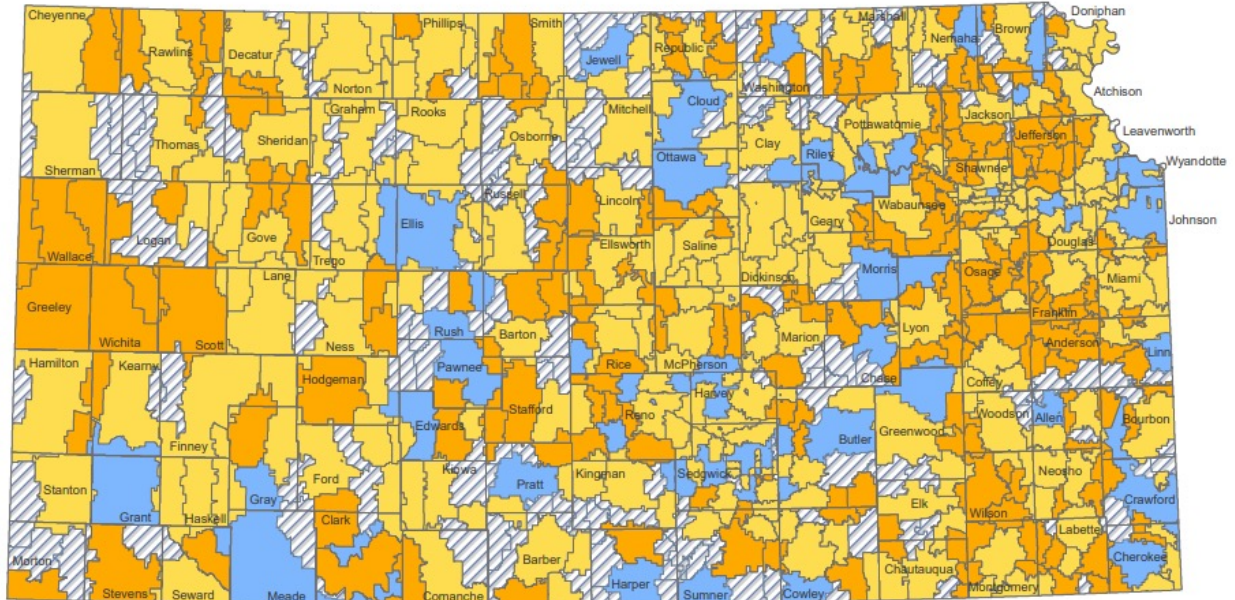 Cheyenne
Rawlins
Decatur
Norton
Phillips
Smith
Jewell
Republic
Washington
Marshall
Nemaha
Brown
Doniphan
Atchison
Sherman
Thomas
Sheridan
Graham
Rooks
Osborne
Mitchell
Cloud
Ottawa
Clay
Riley
Pottawatomie
Jackson
Jefferson
Leavenworth
Wyandotte
Shawnee
Wallace
Logan
Gove
Trego
Ellis
Russell
Lincoln
Ellsworth
Saline
Dickinson
Geary
Wabaunsee
Douglas
Johnson
Greeley
Wichita
Scott
Lane
Ness
Rush
Barton
Rice
McPherson
Marion
Morris
Chase
Lyon
Osage
Franklin
Miami
Coffey
Anderson
Linn
Hamilton
Kearny
Finney
Hodgeman
Pawnee
Edwards
Stafford
Reno
Harvey
Butler
Greenwood
Woodson
Allen
Bourbon
Stanton
Grant
Haskell
Gray
Ford
Kiowa
Pratt
Kingman
Sedgwick
Elk
Wilson
Neosho
Crawford
Morton
Stevens
Seward
Meade
Clark
Comanche
Barber
Harper
Sumner
Cowley
Chautauqua
Montgomery
Labette
Cherokee